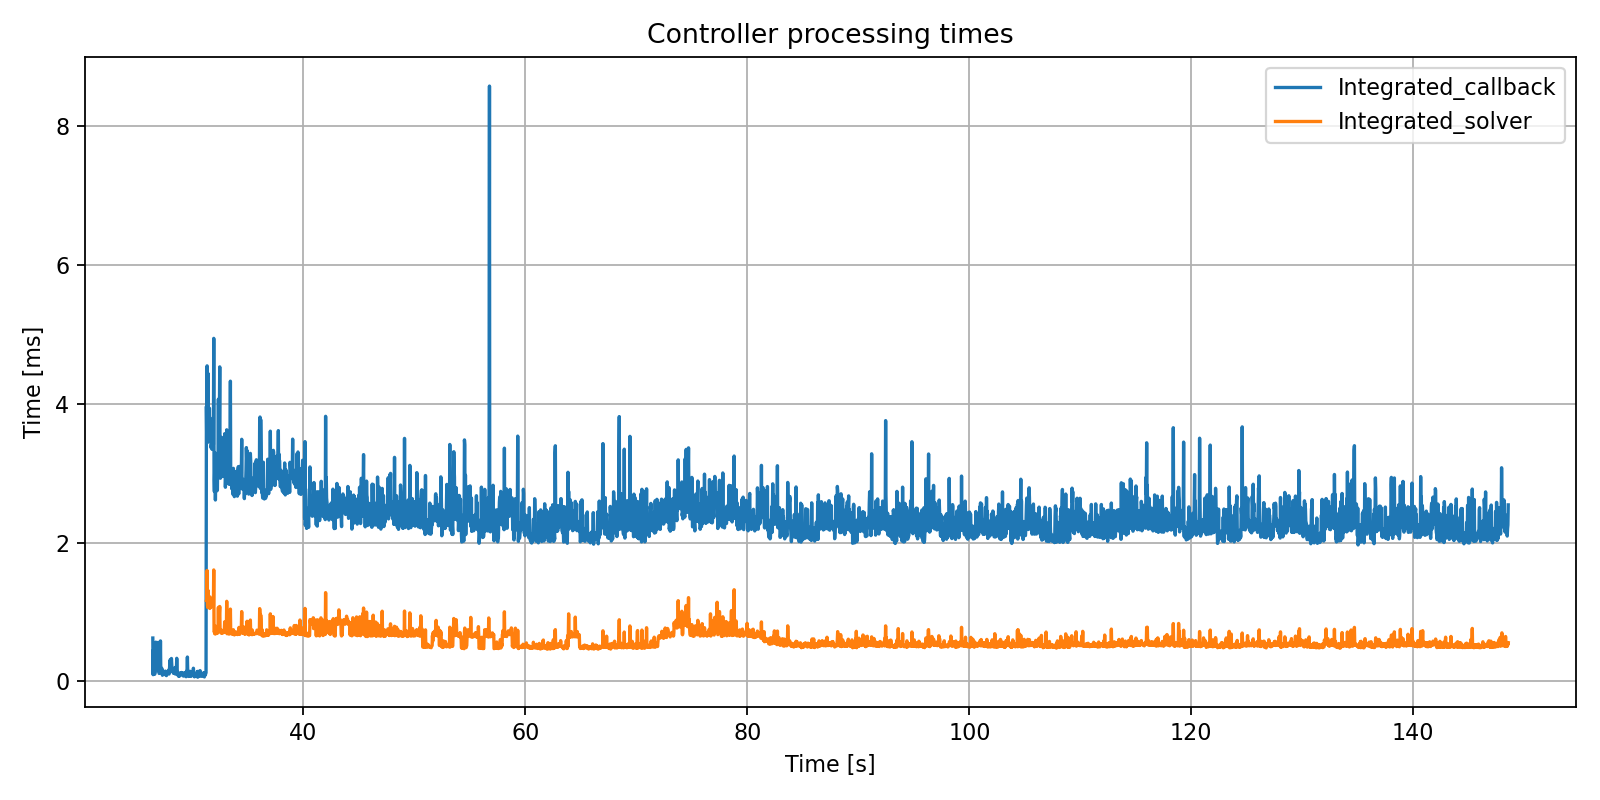 Controller processing times
Integrated_callback
Integrated_solver
Time [ms]
8
6
4
2
0
40 60 80 100 120 140
Time [s]